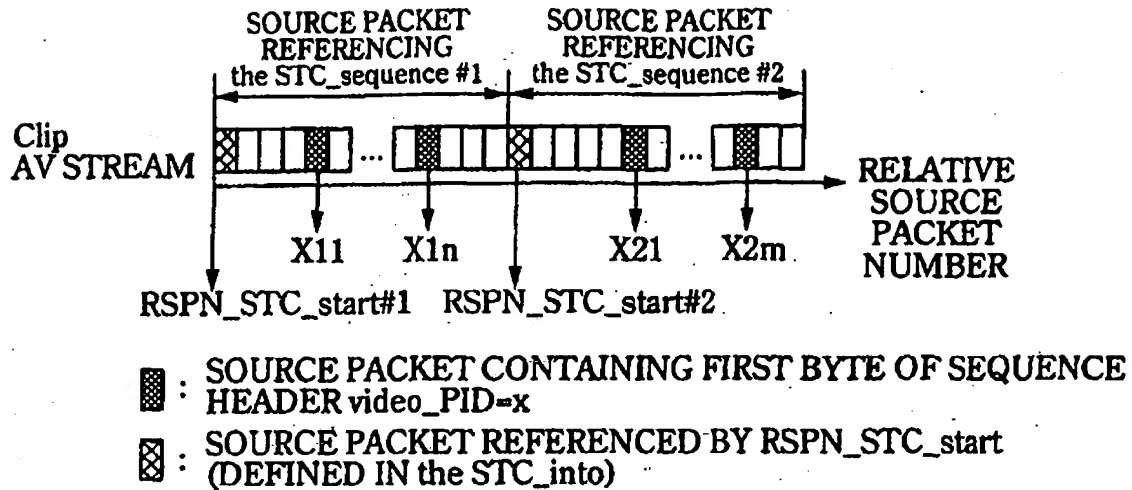 SOURCE PACKET
REFERENCING
the STC_sequence #1
SOURCE PACKET
REFERENCING
the STC_sequence #2
Clip
AV STREAM
...
...
RELATIVE
SOURCE
PACKET
NUMBER
X11
X1n
X21
X2m
RSPN_STC_start#1
RSPN_STC_start#2
: SOURCE PACKET CONTAINING FIRST BYTE OF SEQUENCE
HEADER video_PID=x
: SOURCE PACKET REFERENCED BY RSPN_STC_start
(DEFINED IN the STC_into)